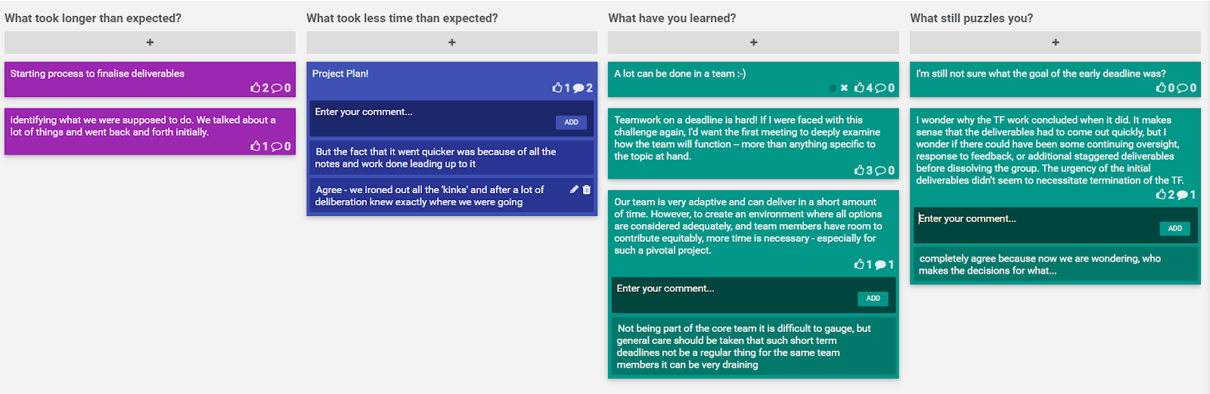 What took longer than expected?
+
Starting process to finalise deliverables
2 0
Identifying what we were supposed to do. We talked about a
lot of things and went back and forth initially.
1 0
What took less time than expected?
+
Project Plan!
1 2
Enter your comment...
ADD
But the fact that it went quicker was because of all the
notes and work done leading up to it
Agree - we ironed out all the 'kinks' and after a lot of
deliberation knew exactly where we were going
What have you learned?
+
A lot can be done in a team :-)
4 0
Teamwork on a deadline is hard! If I were faced with this
challenge again, I'd want the first meeting to deeply examine
how the team will function – more than anything specific to
the topic at hand.
3 0
Our team is very adaptive and can deliver in a short amount
of time. However, to create an environment where all options
are considered adequately, and team members have room to
contribute equitably, more time is necessary - especially for
such a pivotal project.
1 1
Enter your comment...
ADD
Not being part of the core team it is difficult to gauge, but
general care should be taken that such short term
deadlines not be a regular thing for the same team
members it can be very draining
What still puzzles you?
+
I'm still not sure what the goal of the early deadline was?
0 0
I wonder why the TF work concluded when it did. It makes
sense that the deliverables had to come out quickly, but I
wonder if there could have been some continuing oversight,
response to feedback, or additional staggered deliverables
before dissolving the group. The urgency of the initial
deliverables didn't seem to necessitate termination of the TF.
2 1
Enter your comment...
ADD
completely agree because now we are wondering, who
makes the decisions for what...